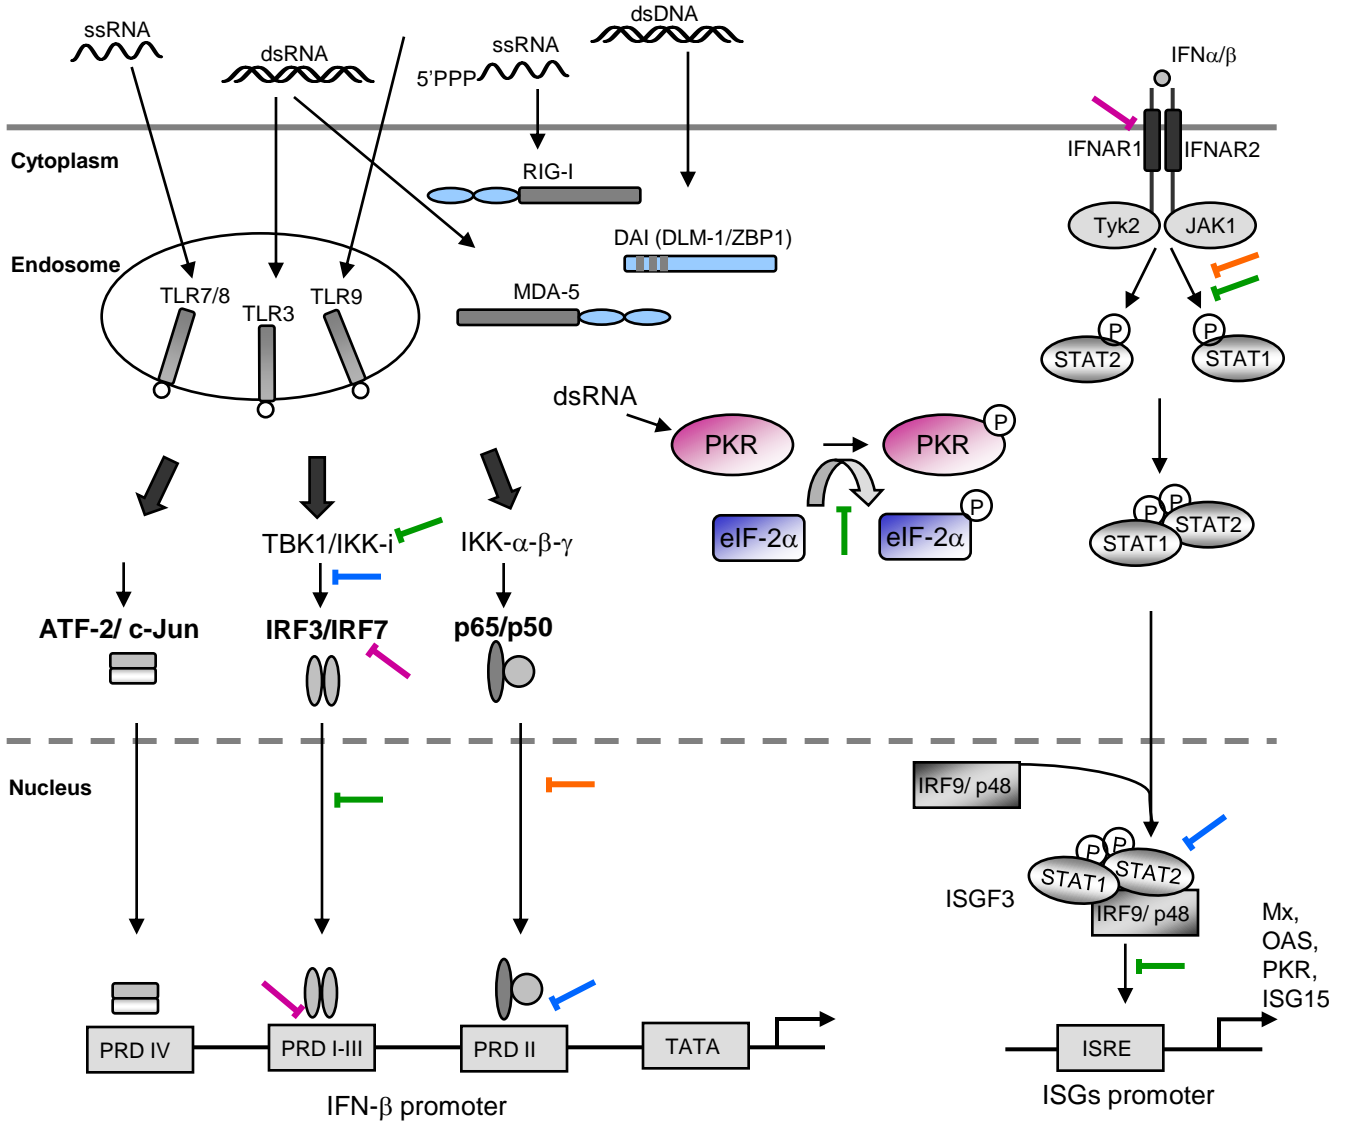 ssRNA
dsRNA
5'PPP
ssRNA
dsDNA
IFNα/β
Cytoplasm
IFNAR1
IFNAR2
RIG-I
Tyk2
JAK1
DAI (DLM-1/ZBP1)
Endosome
TLR7/8
TLR3
TLR9
MDA-5
P
P
STAT2
STAT1
dsRNA
PKR
PKR
P
eIF-2α
eIF-2α
P
P
P
STAT1
STAT2
TBK1/IKK-i
IKK-α-β-γ
ATF-2/ c-Jun
IRF3/IRF7
p65/p50
Nucleus
IRF9/ p48
P
P
STAT1
STAT2
ISGF3
IRF9/ p48
Mx,
OAS,
PKR,
ISG15
PRD IV
PRD I-III
PRD II
TATA
ISRE
IFN-β promoter
ISGs promoter